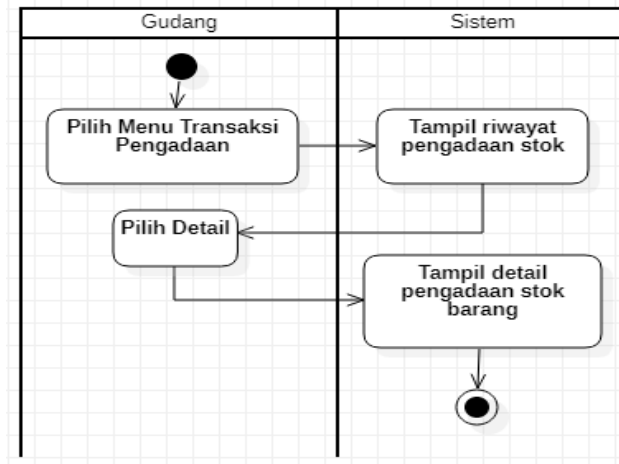 Gudang
Sistem
Pilih Menu Transaksi
Pengadaan
Tampil riwayat
pengadaan stok
Pilih Detail
Tampil detail
pengadaan stok
barang